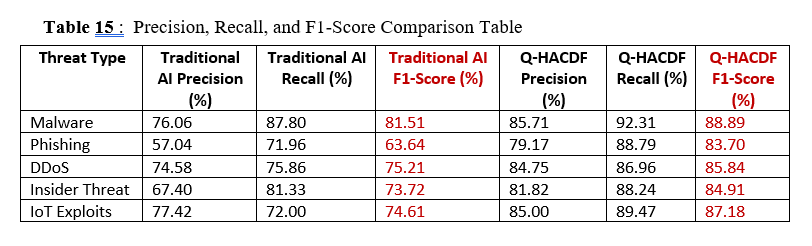 Table 15 : Precision, Recall, and F1-Score Comparison Table
Threat Type Traditional AI Precision (%) Traditional AI Recall (%) Traditional AI F1-Score (%) Q-HACDF Precision (%) Q-HACDF Recall (%) Q-HACDF F1-Score (%)
Malware 76.06 87.80 81.51 85.71 92.31 88.89
Phishing 57.04 71.96 63.64 79.17 88.79 83.70
DDoS 74.58 75.86 75.21 84.75 86.96 85.84
Insider Threat 67.40 81.33 73.72 81.82 88.24 84.91
IoT Exploits 77.42 72.00 74.61 85.00 89.47 87.18